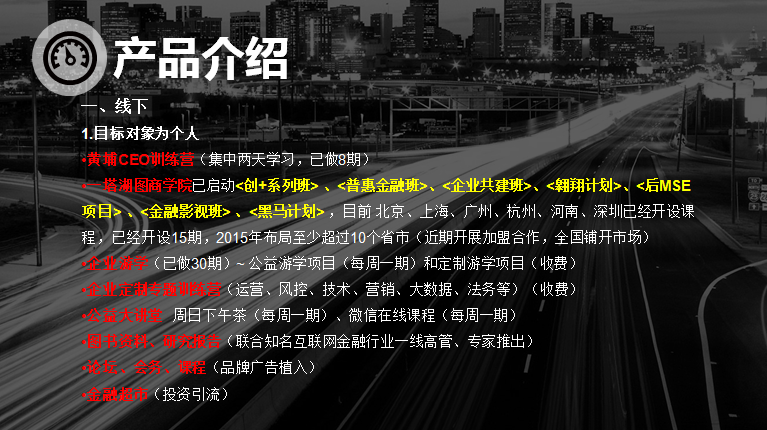 产品介绍
一、线下
1.目标对象为个人
•黄埔CEO训练营（集中两天学习，已做8期）
•一塔湖图商学院已启动<创+系列班> 、<普惠金融班>、<企业共建班>、<翱翔计划>、<后MSE
项目> 、<金融影视班> 、<黑马计划> ，目前 北京、上海、广州、杭州、河南、深圳已经开设课
程，已经开设15期，2015年布局至少超过10个省市（近期开展加盟合作，全国铺开市场）
•企业游学（已做30期）~ 公益游学项目（每周一期）和定制游学项目（收费）
•企业定制专题训练营（运营、风控、技术、营销、大数据、法务等）（收费）
•公益大讲堂 周日下午茶（每周一期）、微信在线课程（每周一期）
•图书资料、研究报告（联合知名互联网金融行业一线高管、专家推出）
•论坛、会务、课程（品牌广告植入）
•金融超市（投资引流）